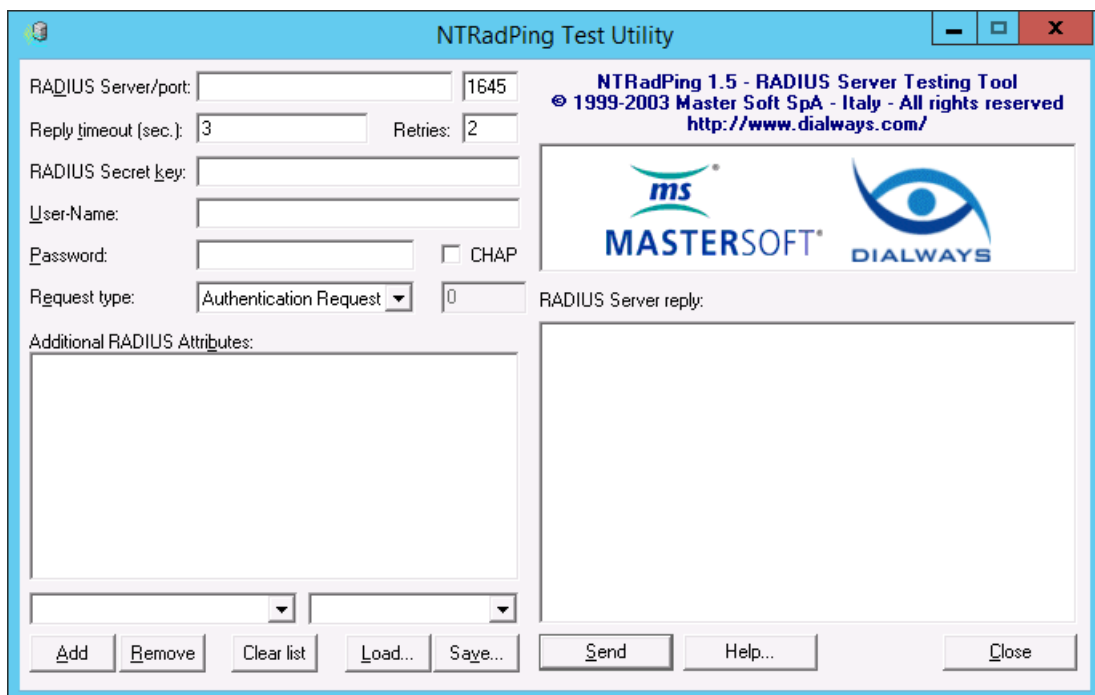 NTRadPing Test Utility
RADIUS Server/port: 1645
Reply timeout (sec.): 3 Retries: 2
RADIUS Secret key:
User-Name:
Password: CHAP
Request type: Authentication Request 0
Additional RADIUS Attributes:
Add Remove Clear list Load... Save...
NTRadPing 1.5 - RADIUS Server Testing Tool
© 1999-2003 Master Soft SpA - Italy - All rights reserved
http://www.dialways.com/
ms
MASTERSOFT®
DIALWAYS
RADIUS Server reply:
Send Help... Close